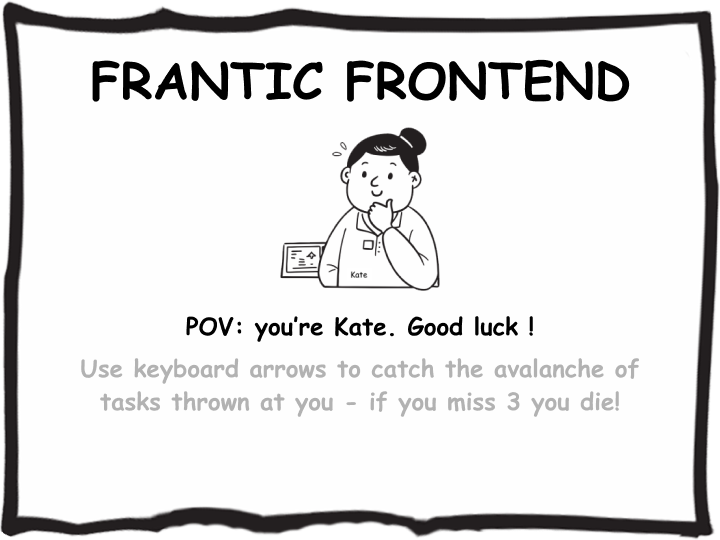 FRANTIC FRONTEND
Kate
POV: you're Kate. Good luck !
Use keyboard arrows to catch the avalanche of
tasks thrown at you - if you miss 3 you die!